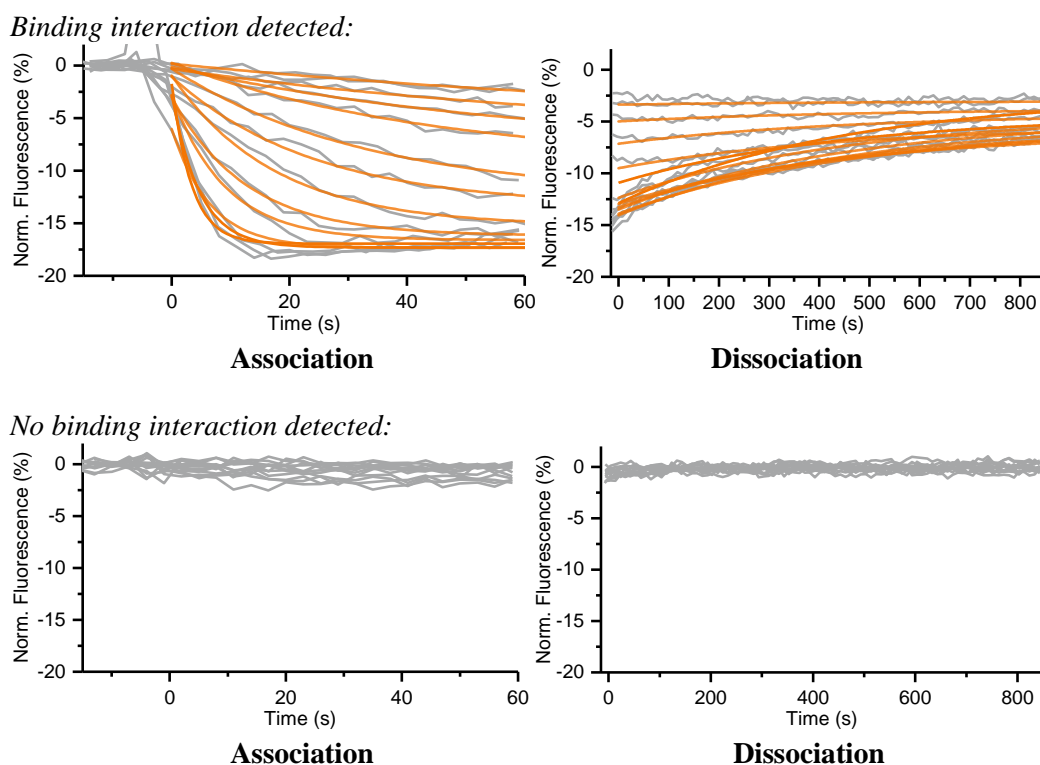 Binding interaction detected:
Norm. Fluorescence (%)
0
-5
-10
-15
-20
0
20
40
60
Time (s)
Association
Norm. Fluorescence (%)
0
-5
-10
-15
-20
0 100 200 300 400 500 600 700 800
Time (s)
Dissociation
No binding interaction detected:
Norm. Fluorescence (%)
0
-5
-10
-15
-20
0
20
40
60
Time (s)
Association
Norm. Fluorescence (%)
0
-5
-10
-15
-20
0
200
400
600
800
Time (s)
Dissociation